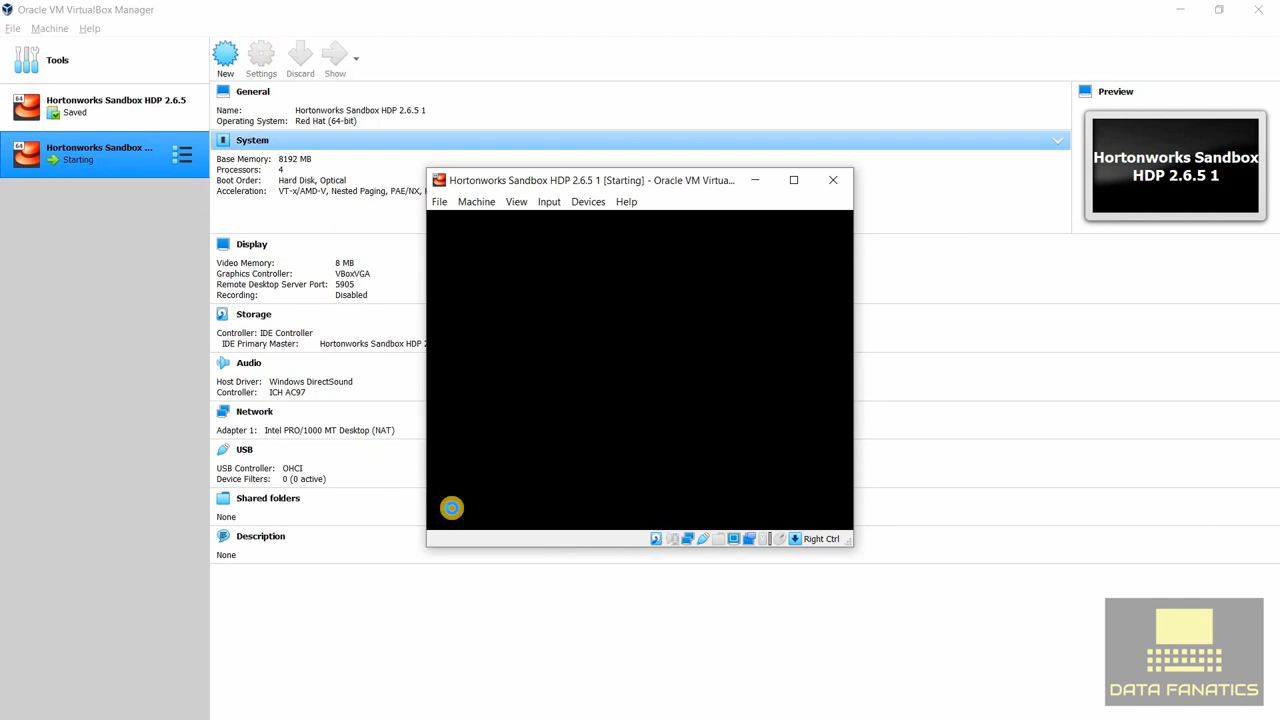 Oracle VM VirtualBox Manager
File Machine Help
Tools
New Settings Discard Show
64 Hortonworks Sandbox HDP 2.6.5
Saved
64 Hortonworks Sandbox ...
Starting
General
Name: Hortonworks Sandbox HDP 2.6.5 1
Operating System: Red Hat (64-bit)
System
Base Memory: 8192 MB
Processors: 4
Boot Order: Hard Disk, Optical
Acceleration: VT-x/AMD-V, Nested Paging, PAE/NX,
Display
Video Memory: 8 MB
Graphics Controller: VBoxVGA
Remote Desktop Server Port: 5905
Recording: Disabled
Storage
Controller: IDE Controller
IDE Primary Master: Hortonworks Sandbox HDP 2
Audio
Host Driver: Windows DirectSound
Controller: ICH AC97
Network
Adapter 1: Intel PRO/1000 MT Desktop (NAT)
USB
USB Controller: OHCI
Device Filters: 0 (0 active)
Shared folders
None
Description
None
Preview
Hortonworks Sandbox
HDP 2.6.5 1
Hortonworks Sandbox HDP 2.6.5 1 [Starting] - Oracle VM Virtua...
File Machine View Input Devices Help
Right Ctrl
DATA FANATICS